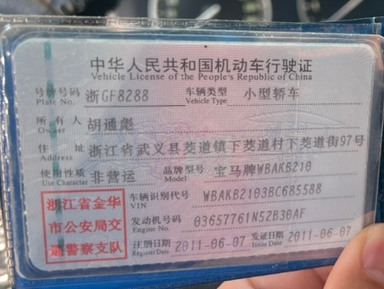 中华人民共和国机动车行驶证
Vehicle License of the People's Republic of China
号牌号码 浙GF8288 车辆类型 小型轿车
Plate No. Vehicle Type
所有人 胡通彪
Owner
住址 浙江省武义县茭道镇下茭道村下茭道街97号
使用性质 非营运 品牌型号 宝马牌WBAKB210
Use Character Model
浙江省金华
市公安局交
通警察支队
车辆识别代号 WBAKB2103BC685588
VIN
发动机号码 03657761N52B30AF
Engine No.
注册日期 2011-06-07 发证日期 2011-06-07
Register Date Issue Date